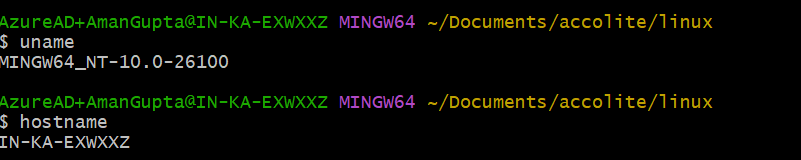 AzureAD+AmanGupta@IN-KA-EXWXXZ MINGW64 ~/Documents/accolite/linux
$ uname
MINGW64_NT-10.0-26100
AzureAD+AmanGupta@IN-KA-EXWXXZ MINGW64 ~/Documents/accolite/linux
$ hostname
IN-KA-EXWXXZ